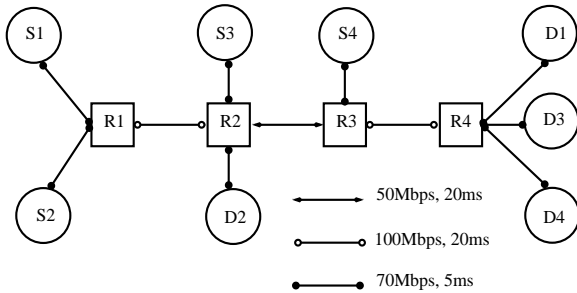 S1
S3
S4
D1
R1
R2
R3
R4
D3
S2
D2
D4
50Mbps, 20ms
100Mbps, 20ms
70Mbps, 5ms